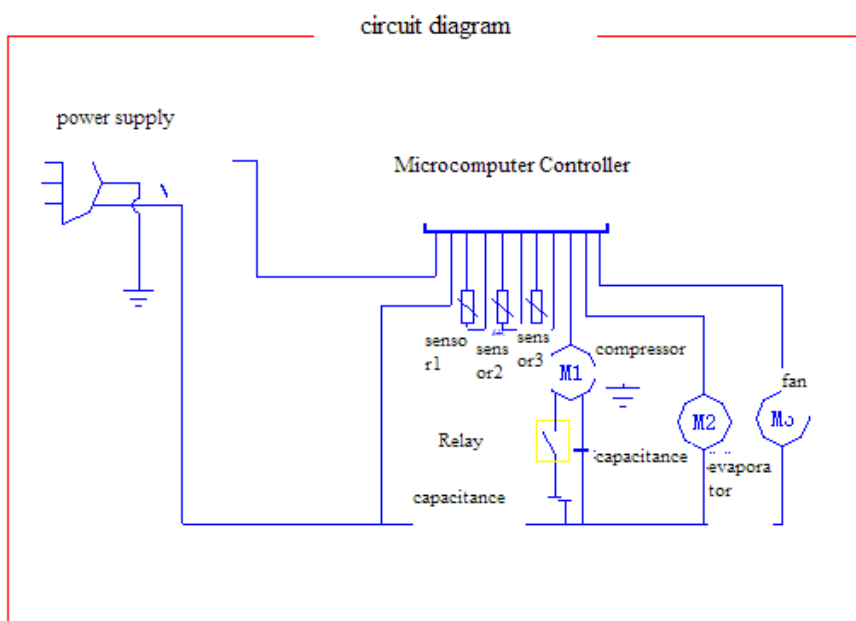 circuit diagram
power supply
Microcomputer Controller
senso
r1
sens
or2
sens
or3
compressor
M1
fan
M2
Relay
capacitance
evapora
tor
capacitance